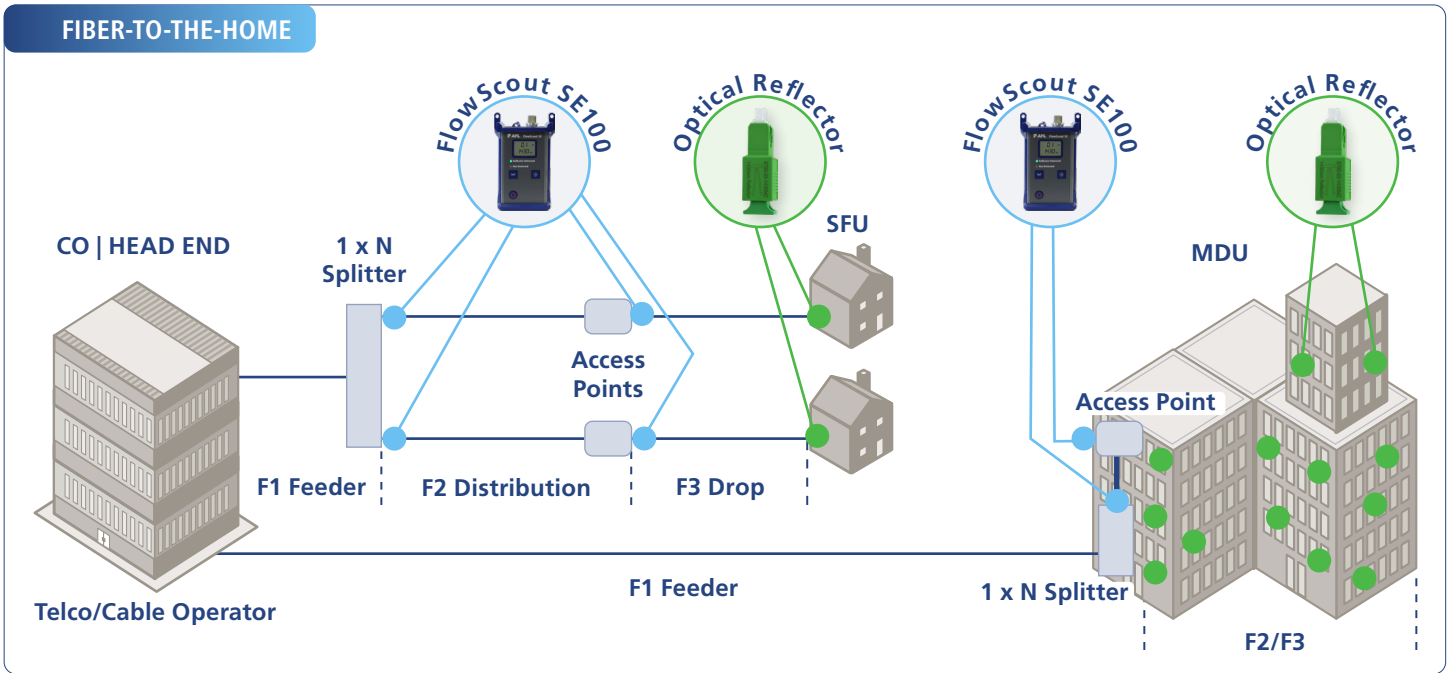 FIBER-TO-THE-HOME
FlowScout SE100
Optical Reflector
FlowScout SE100
Optical Reflector
CO | HEAD END
1 x N
Splitter
SFU
MDU
Access
Points
Access Point
F1 Feeder
F2 Distribution
F3 Drop
F1 Feeder
1 x N Splitter
Telco/Cable Operator
F2/F3